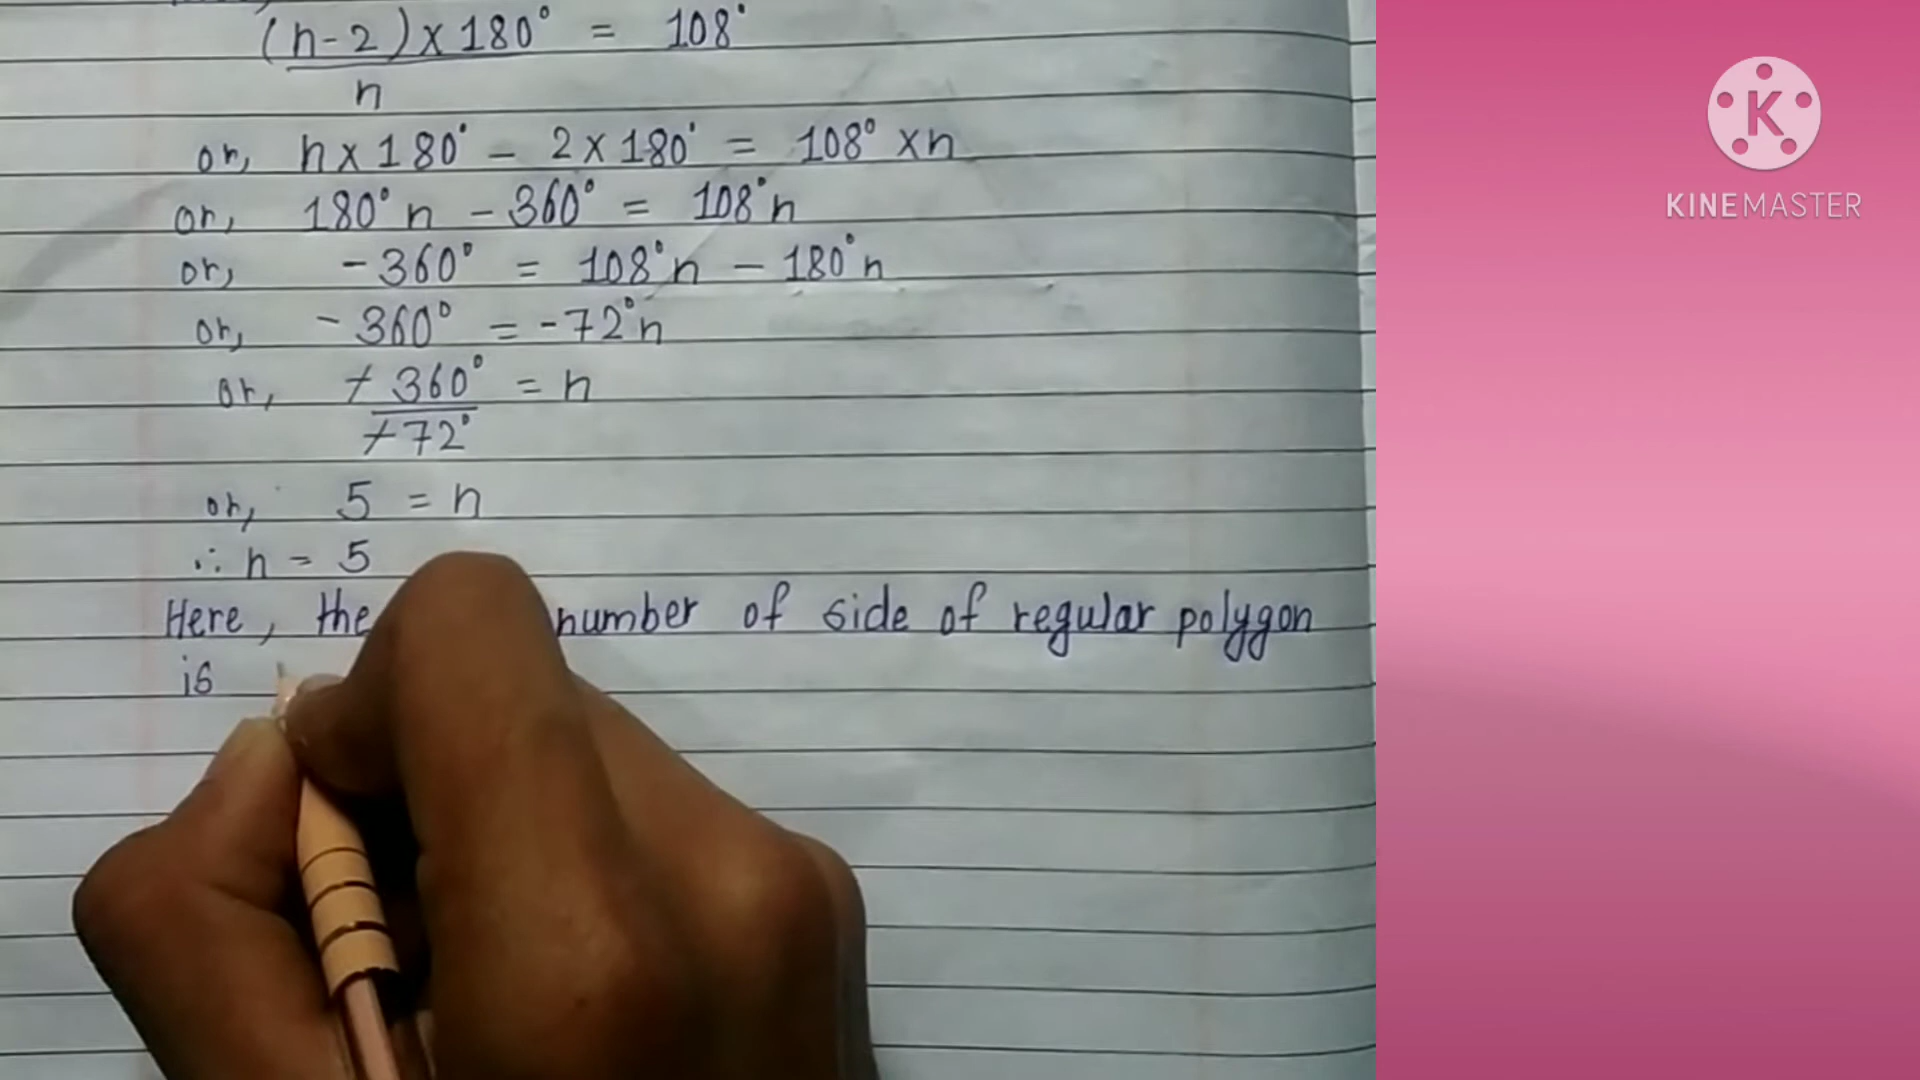 (n-2)×180° = 108°
n
or, n×180° - 2×180° = 108° ×n
or, 180°n - 360° = 108°n
or, -360° = 108°n - 180°n
or, -360° = -72°n
or, -360° = n
-72°
or, 5 = n
∴ n = 5
Here, the number of side of regular polygon
is
K
KINEMASTER